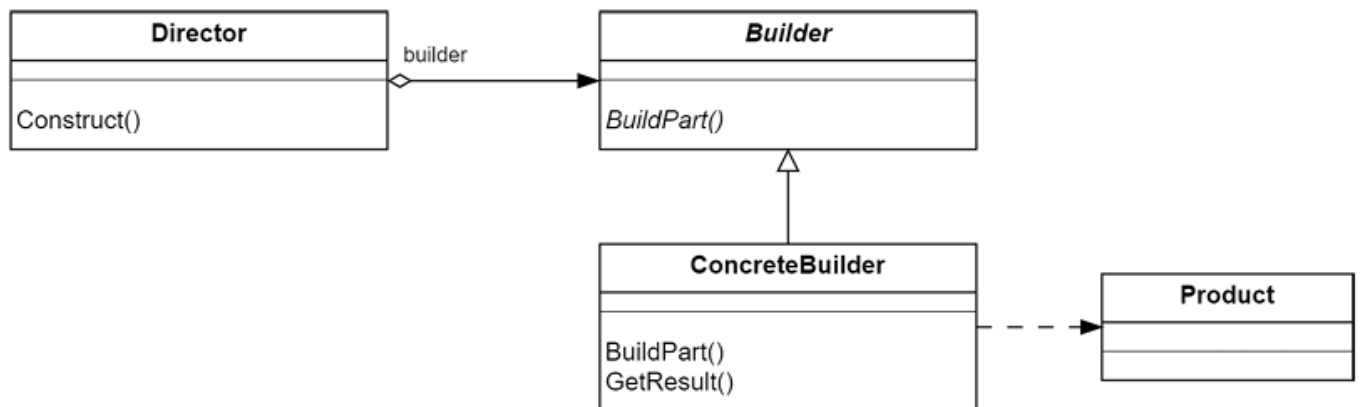 Director
builder
Builder
Construct()
BuildPart()
ConcreteBuilder
BuildPart()
GetResult()
Product